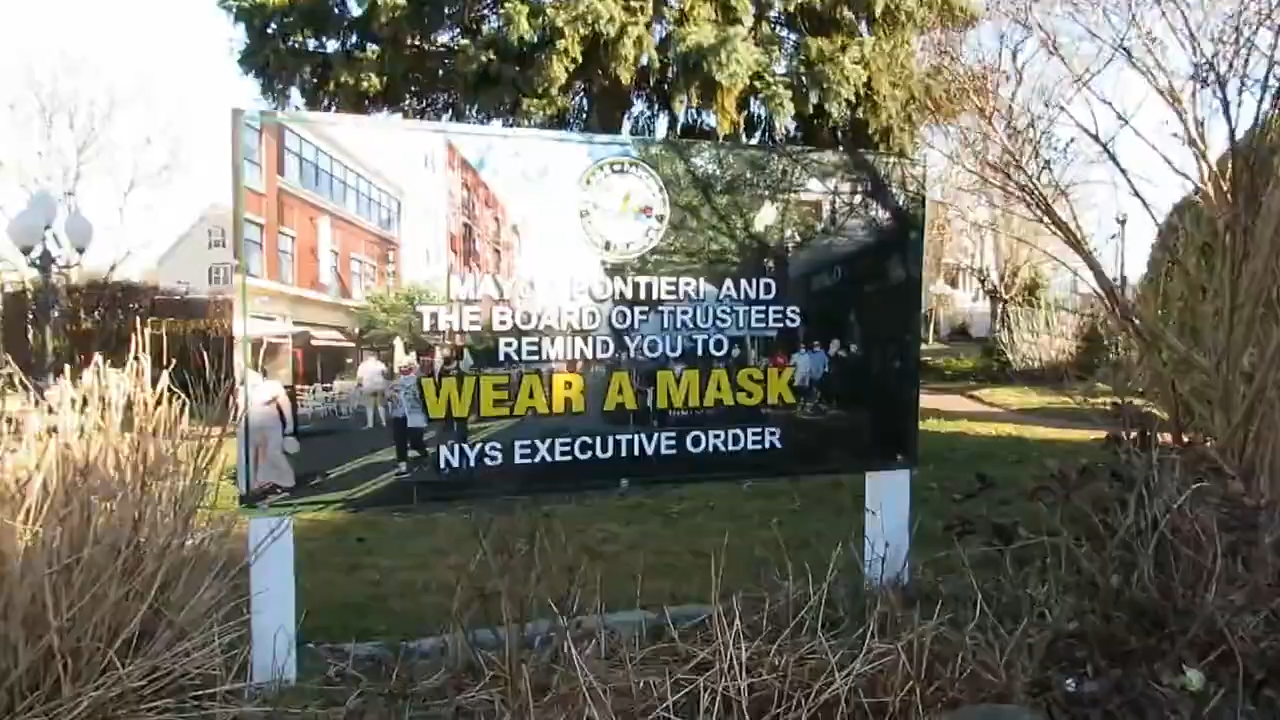 MAYOR PONTIERI AND
THE BOARD OF TRUSTEES
REMIND YOU TO
WEAR A MASK
NYS EXECUTIVE ORDER